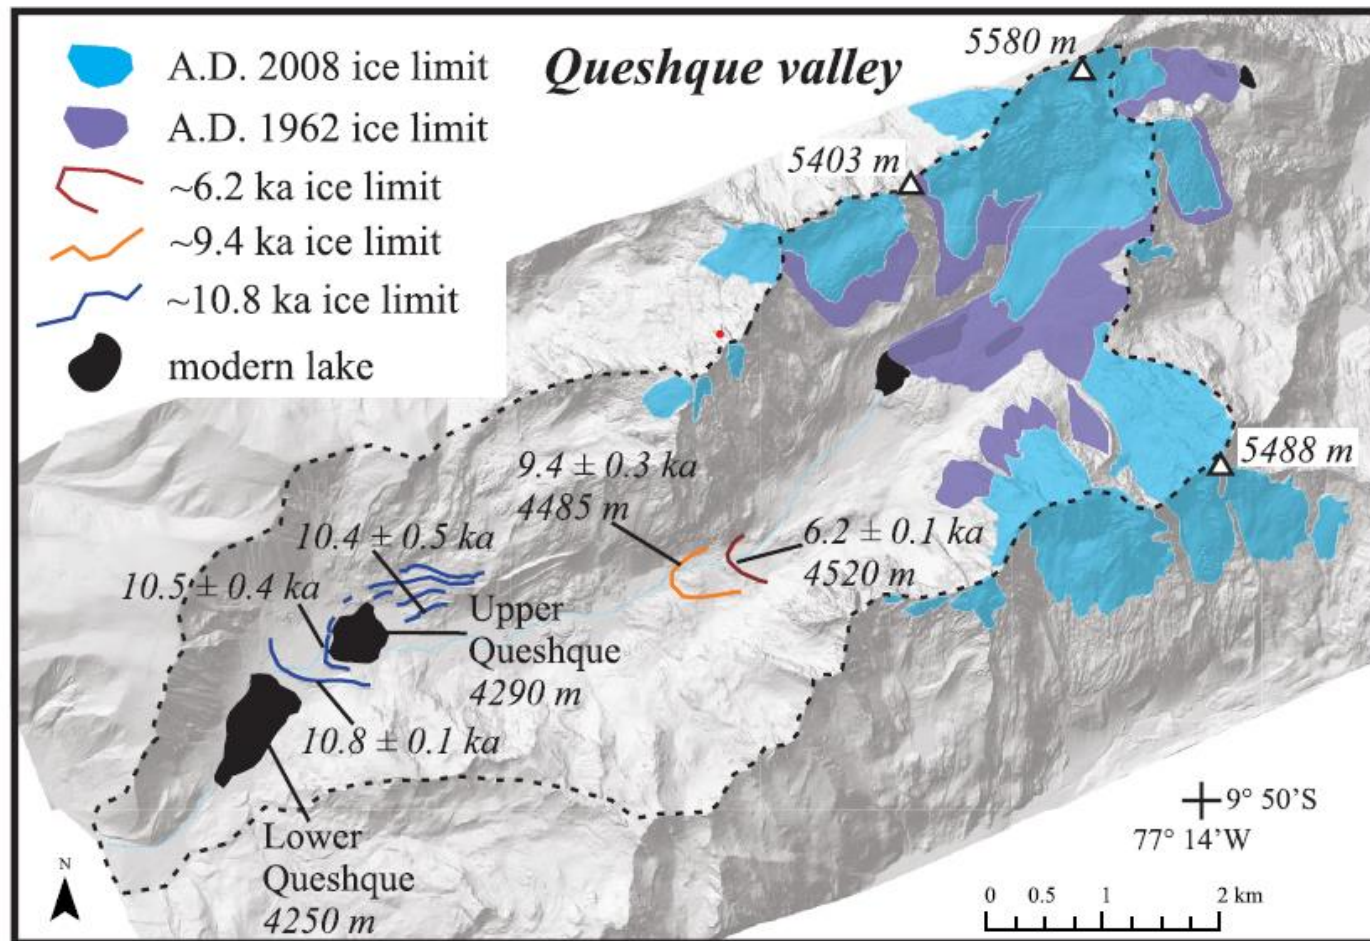 Queshque valley
A.D. 2008 ice limit
A.D. 1962 ice limit
~6.2 ka ice limit
~9.4 ka ice limit
~10.8 ka ice limit
modern lake
5580 m
5403 m
5488 m
9.4 ± 0.3 ka
4485 m
6.2 ± 0.1 ka
4520 m
10.4 ± 0.5 ka
10.5 ± 0.4 ka
Upper
Queshque
4290 m
10.8 ± 0.1 ka
Lower
Queshque
4250 m
N
9° 50'S
77° 14'W
0 0.5 1 2 km